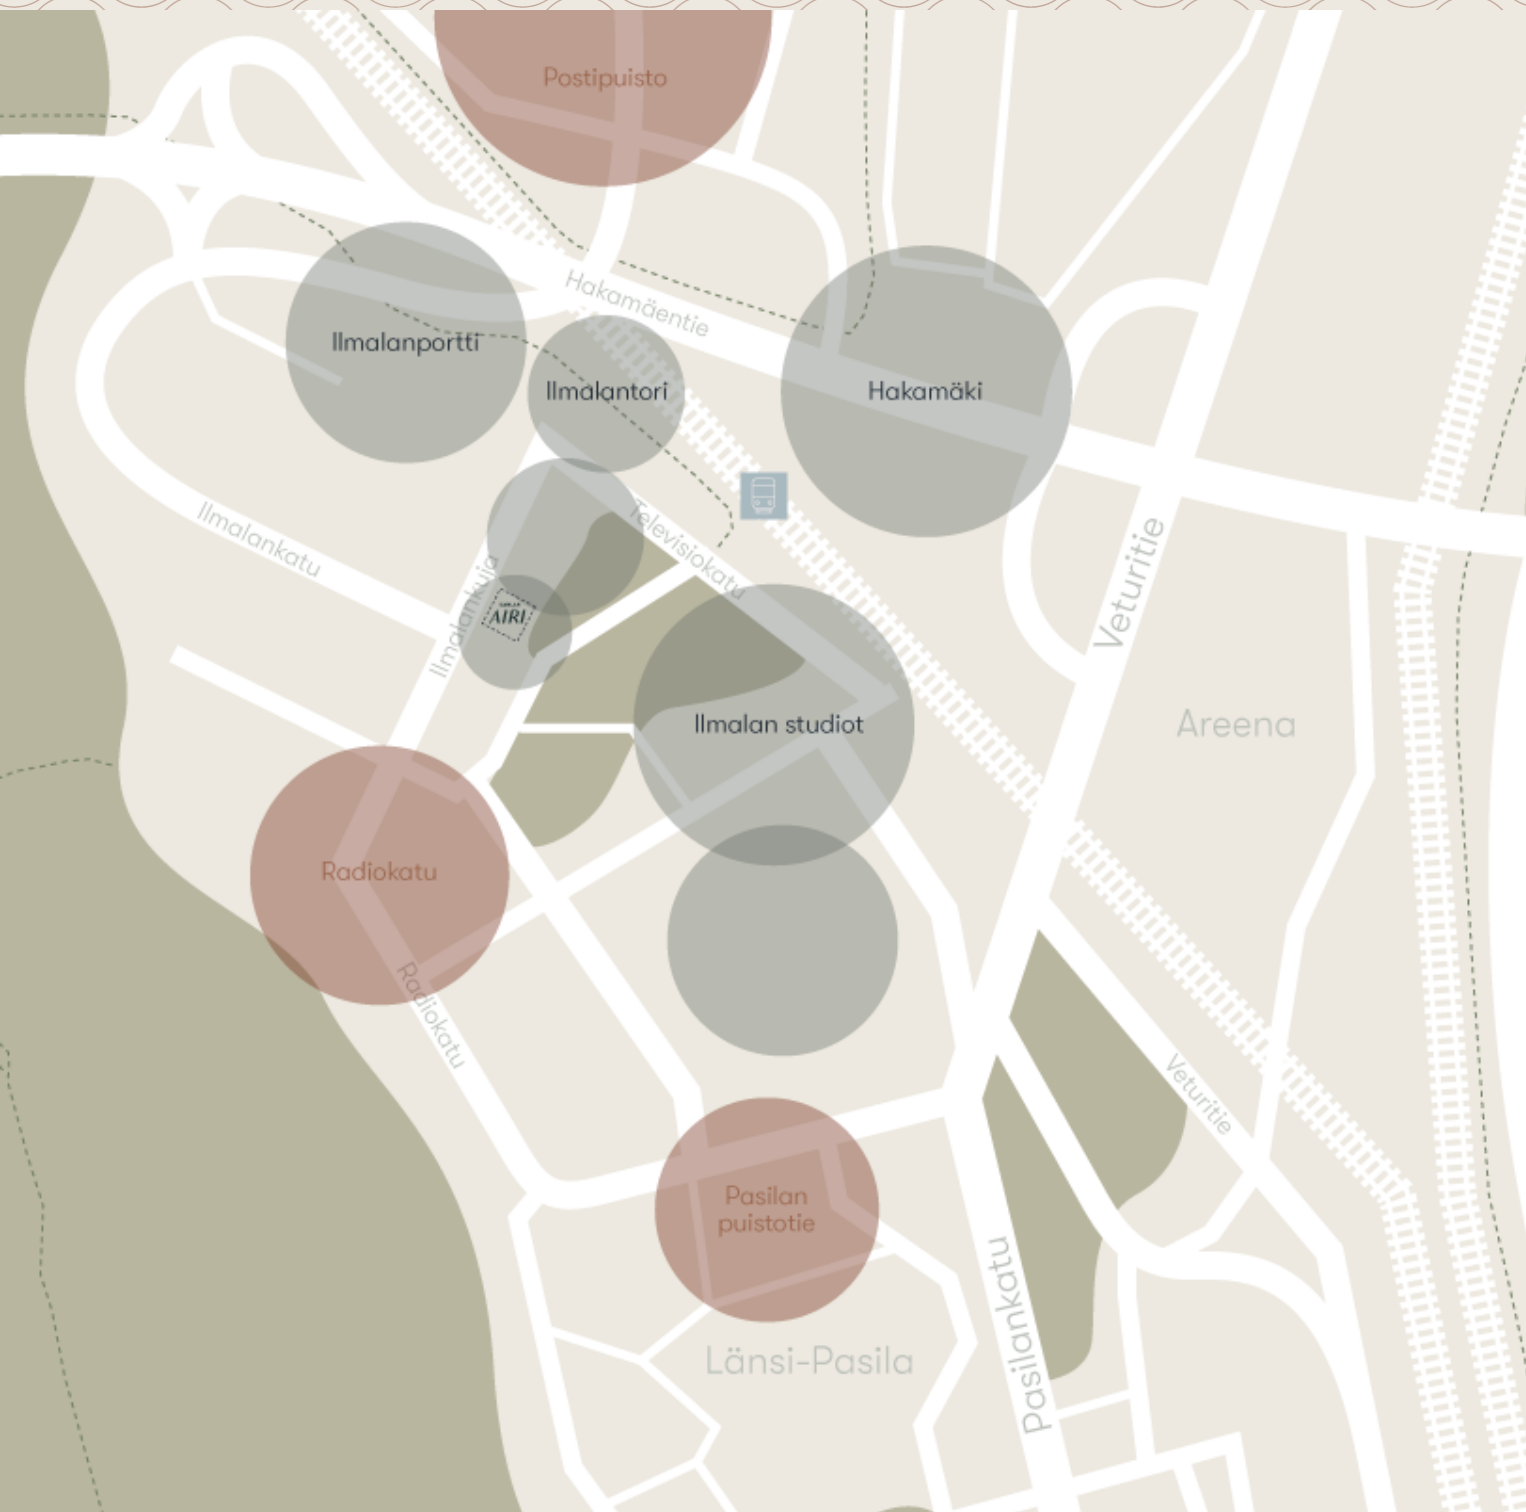 Postipuisto
Hakamäentie
Ilmalanportti
Ilmalantori
Hakamäki
Ilmalankatu
Televisiokatu
Ilmalankuja
AIRI
Veturitie
Ilmalan studiot
Areena
Radiokatu
Radiokatu
Veturitie
Pasilan
puistotie
Pasilankatu
Länsi-Pasila